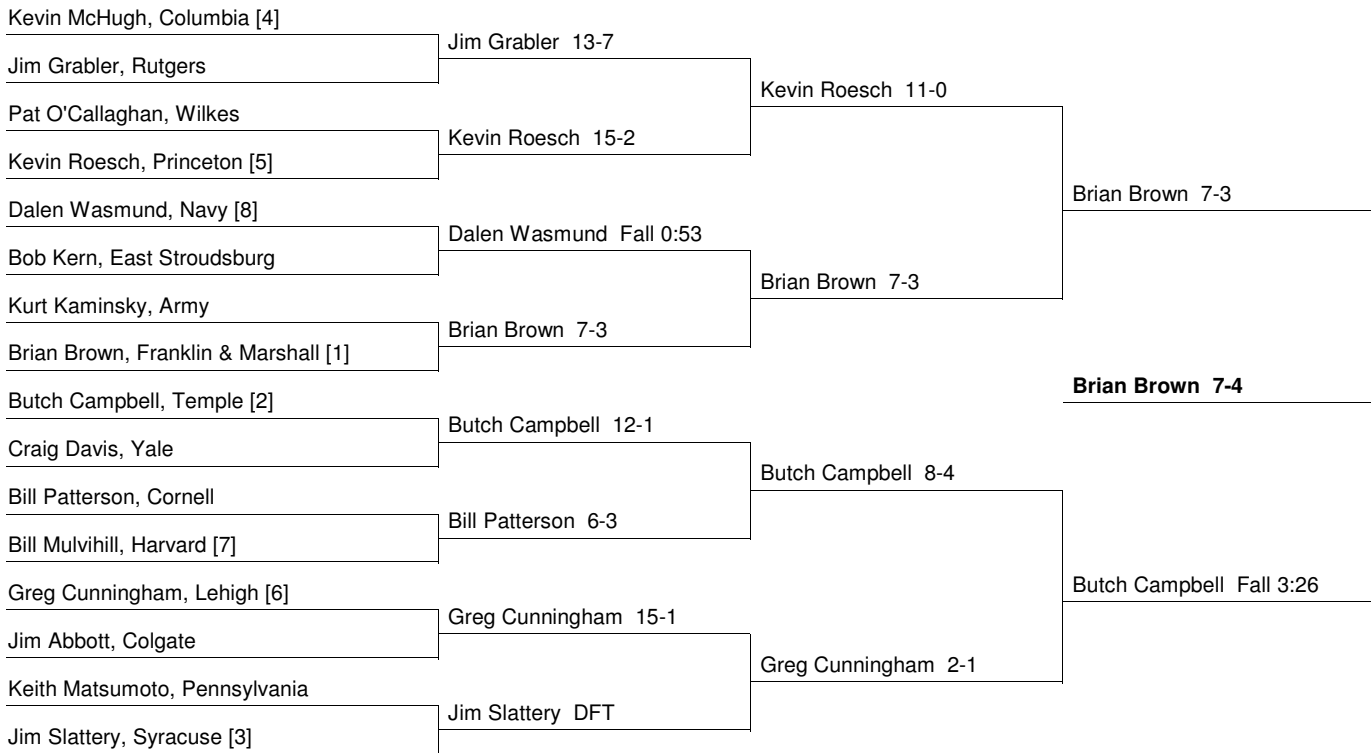 Kevin McHugh, Columbia [4]
Jim Grabler, Rutgers
Pat O'Callaghan, Wilkes
Kevin Roesch, Princeton [5]
Dalen Wasmund, Navy [8]
Bob Kern, East Stroudsburg
Kurt Kaminsky, Army
Brian Brown, Franklin & Marshall [1]
Butch Campbell, Temple [2]
Craig Davis, Yale
Bill Patterson, Cornell
Bill Mulvihill, Harvard [7]
Greg Cunningham, Lehigh [6]
Jim Abbott, Colgate
Keith Matsumoto, Pennsylvania
Jim Slattery, Syracuse [3]
Jim Grabler 13-7
Kevin Roesch 15-2
Dalen Wasmund Fall 0:53
Brian Brown 7-3
Butch Campbell 12-1
Bill Patterson 6-3
Greg Cunningham 15-1
Jim Slattery DFT
Kevin Roesch 11-0
Brian Brown 7-3
Butch Campbell 8-4
Greg Cunningham 2-1
Brian Brown 7-3
Brian Brown 7-4
Butch Campbell Fall 3:26